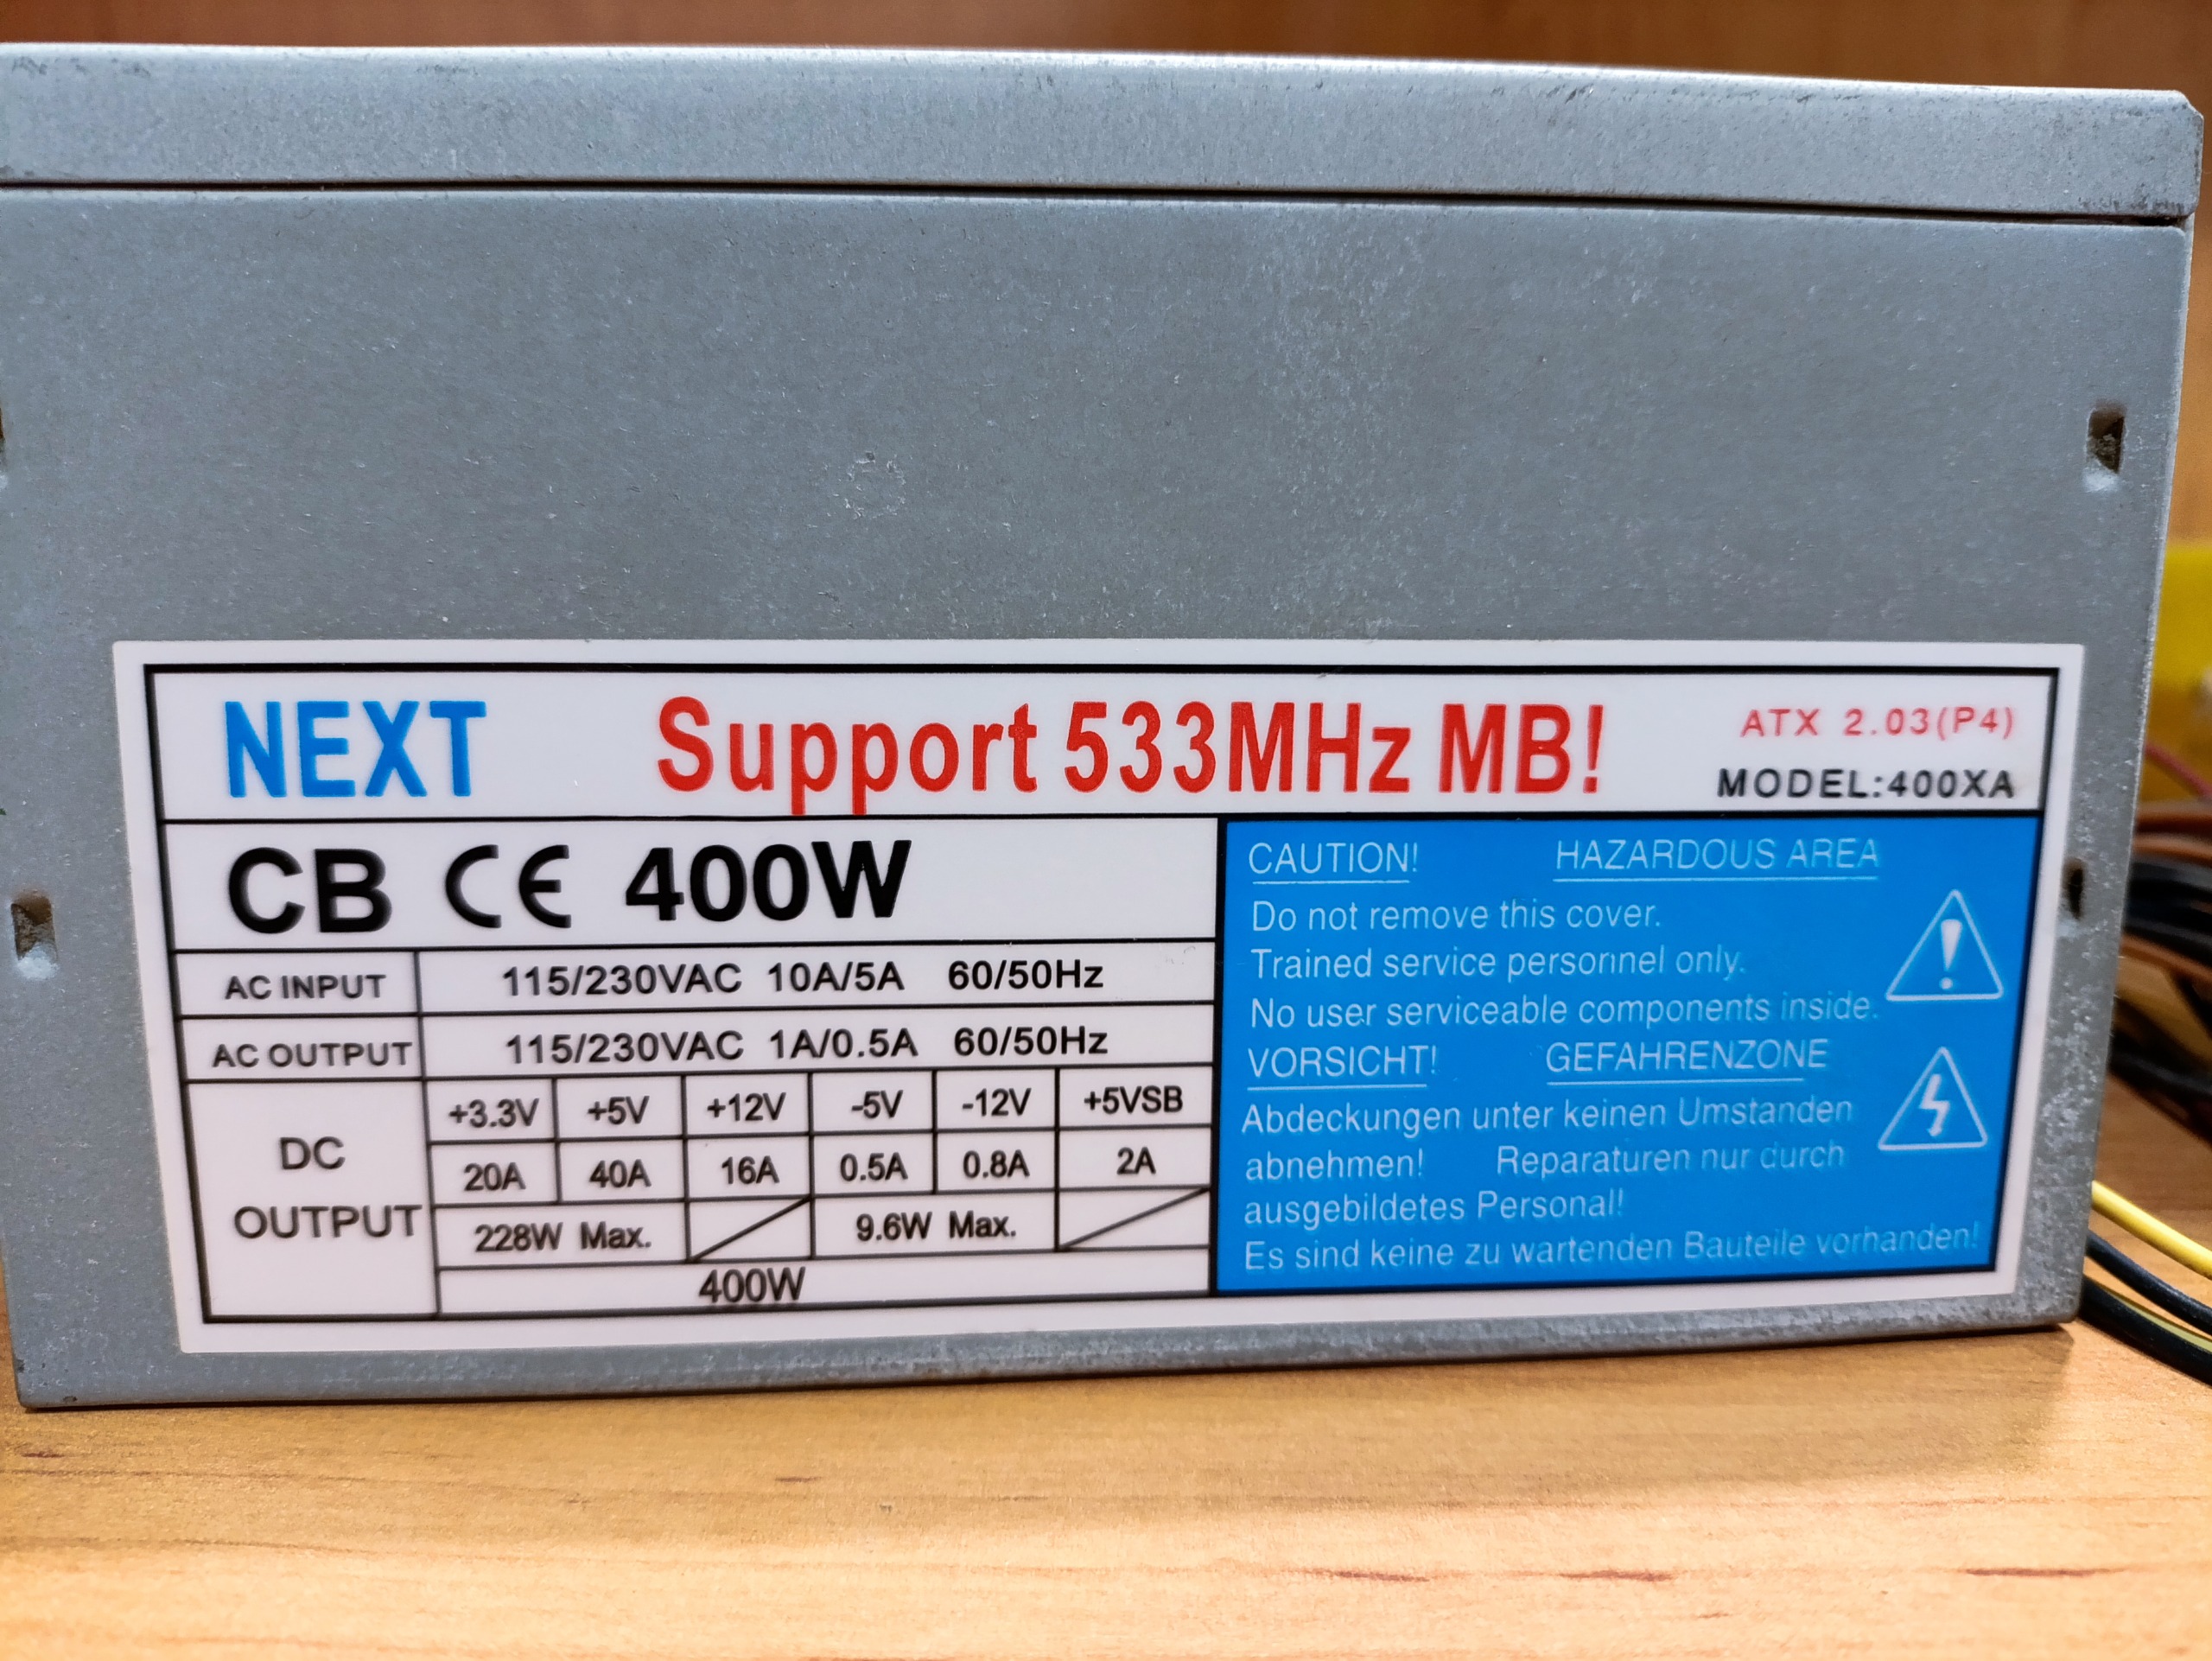 NEXT Support 533MHz MB! ATX 2.03(P4)
MODEL:400XA
CB CE 400W
AC INPUT 115/230VAC 10A/5A 60/50Hz
AC OUTPUT 115/230VAC 1A/0.5A 60/50Hz
DC OUTPUT
+3.3V +5V +12V -5V -12V +5VSB
20A 40A 16A 0.5A 0.8A 2A
228W Max. 9.6W Max.
400W
CAUTION! HAZARDOUS AREA
Do not remove this cover.
Trained service personnel only.
No user serviceable components inside.
VORSICHT! GEFAHRENZONE
Abdeckungen unter keinen Umstanden
abnehmen! Reparaturen nur durch
ausgebildetes Personal!
Es sind keine zu wartenden Bauteile vorhanden!